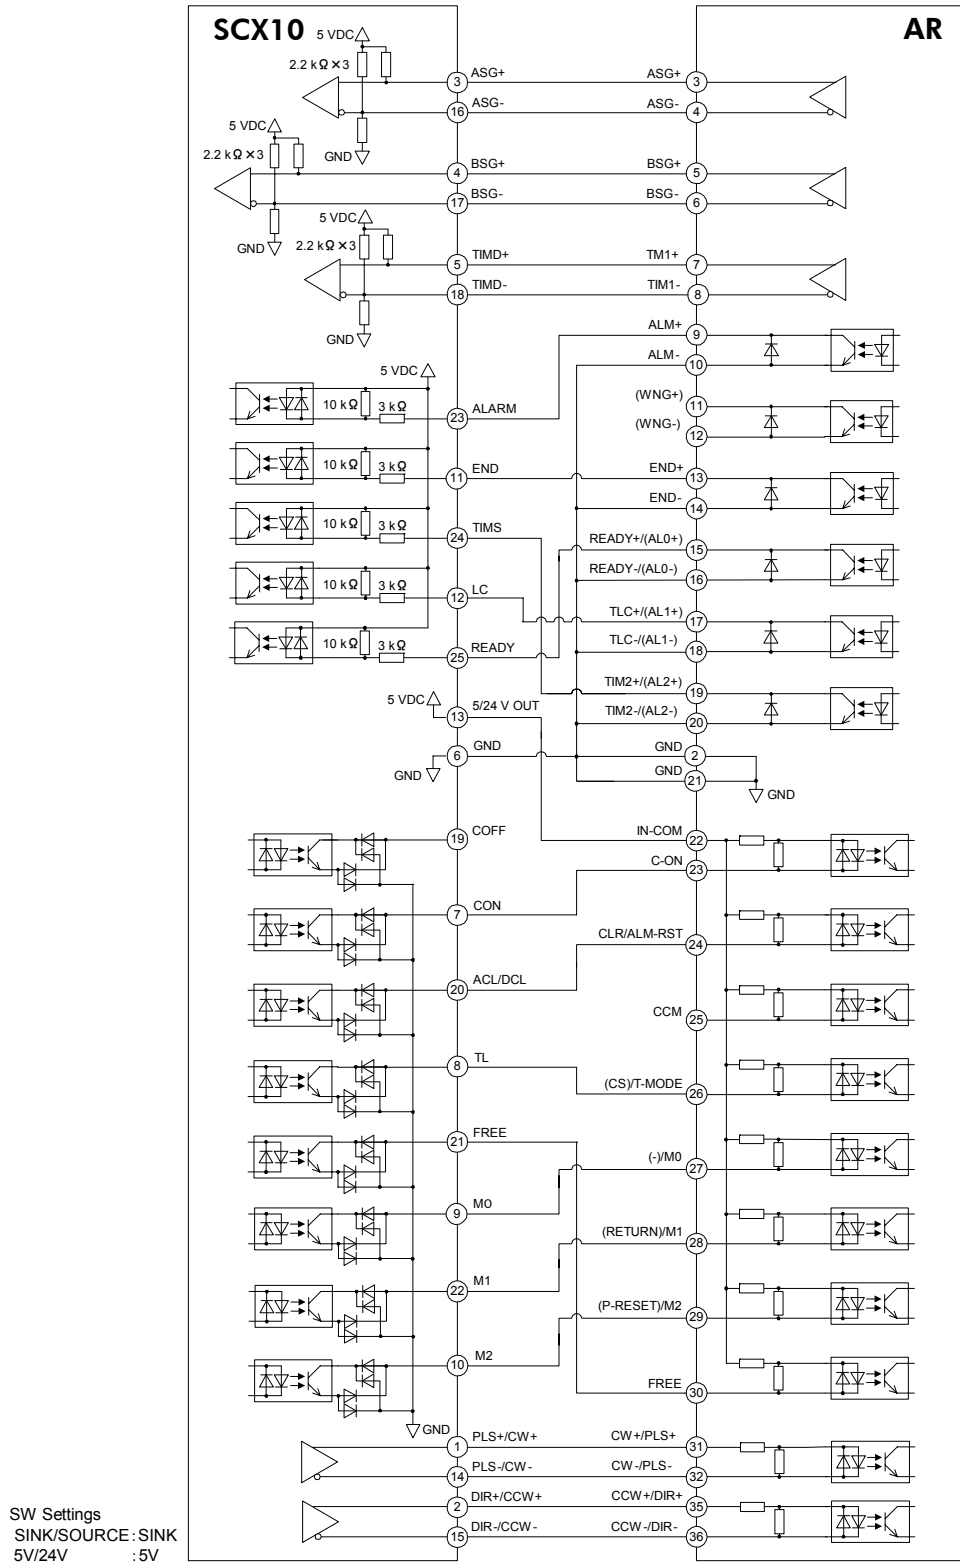 SCX10
AR
5 VDC
2.2 kΩ×3
3 ASG+ ASG+ 3
16 ASG- ASG- 4
GND
5 VDC
2.2 kΩ×3
4 BSG+ BSG+ 5
17 BSG- BSG- 6
GND
5 VDC
2.2 kΩ×3
5 TIMD+ TM1+ 7
18 TIMD- TIM1- 8
GND
ALM+ 9
ALM- 10
5 VDC
10 kΩ 3 kΩ 23 ALARM
(WNG+) 11
(WNG-) 12
10 kΩ 3 kΩ 11 END
END+ 13
END- 14
10 kΩ 3 kΩ 24 TIMS
READY+/(AL0+) 15
READY-/(AL0-) 16
10 kΩ 3 kΩ 12 LC
TLC+/(AL1+) 17
TLC-/(AL1-) 18
10 kΩ 3 kΩ 25 READY
TIM2+/(AL2+) 19
TIM2-/(AL2-) 20
5 VDC 13 5/24 V OUT
GND 6 GND
GND 2
GND 21
GND
19 COFF
IN-COM 22
C-ON 23
7 CON
CLR/ALM-RST 24
20 ACL/DCL
CCM 25
8 TL
(CS)/T-MODE 26
21 FREE
(-)/M0 27
9 M0
(RETURN)/M1 28
22 M1
(P-RESET)/M2 29
10 M2
FREE 30
GND
1 PLS+/CW+ CW+/PLS+ 31
14 PLS-/CW- CW-/PLS- 32
2 DIR+/CCW+ CCW+/DIR+ 35
15 DIR-/CCW- CCW-/DIR- 36
SW Settings
SINK/SOURCE : SINK
5V/24V : 5V